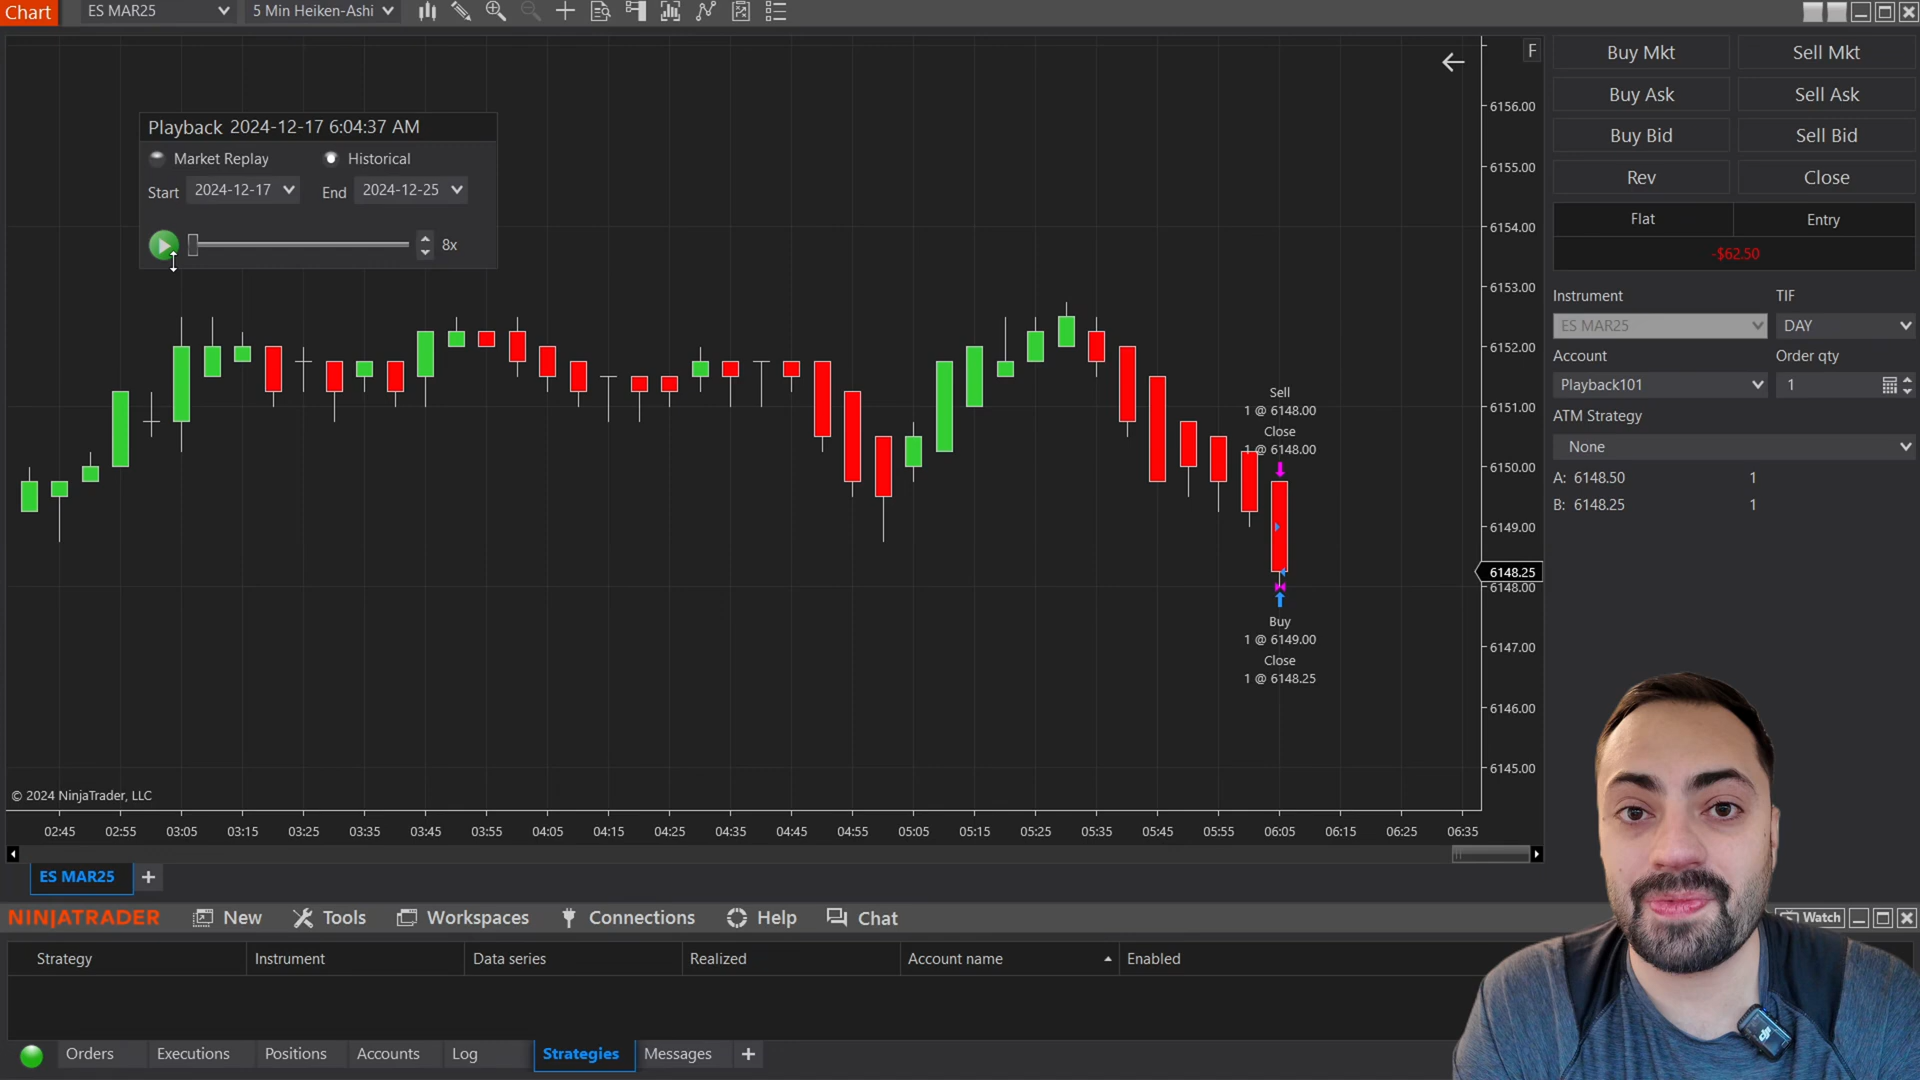 Chart
ES MAR25
5 Min Heiken-Ashi
F
Playback 2024-12-17 6:04:37 AM
Market Replay
Historical
Start 2024-12-17
End 2024-12-25
8x
Sell
1 @ 6148.00
Close
1 @ 6148.00
Buy
1 @ 6149.00
Close
1 @ 6148.25
6156.00
6155.00
6154.00
6153.00
6152.00
6151.00
6150.00
6149.00
6148.25
6148.00
6147.00
6146.00
6145.00
© 2024 NinjaTrader, LLC
02:45 02:55 03:05 03:15 03:25 03:35 03:45 03:55 04:05 04:15 04:25 04:35 04:45 04:55 05:05 05:15 05:25 05:35 05:45 05:55 06:05 06:15 06:25 06:35
ES MAR25 +
Buy Mkt Sell Mkt
Buy Ask Sell Ask
Buy Bid Sell Bid
Rev Close
Flat Entry
-$62.50
Instrument TIF
ES MAR25 DAY
Account Order qty
Playback101 1
ATM Strategy
None
A: 6148.50 1
B: 6148.25 1
NINJATRADER New Tools Workspaces Connections Help Chat Watch
Strategy Instrument Data series Realized Account name Enabled
Orders Executions Positions Accounts Log Strategies Messages +